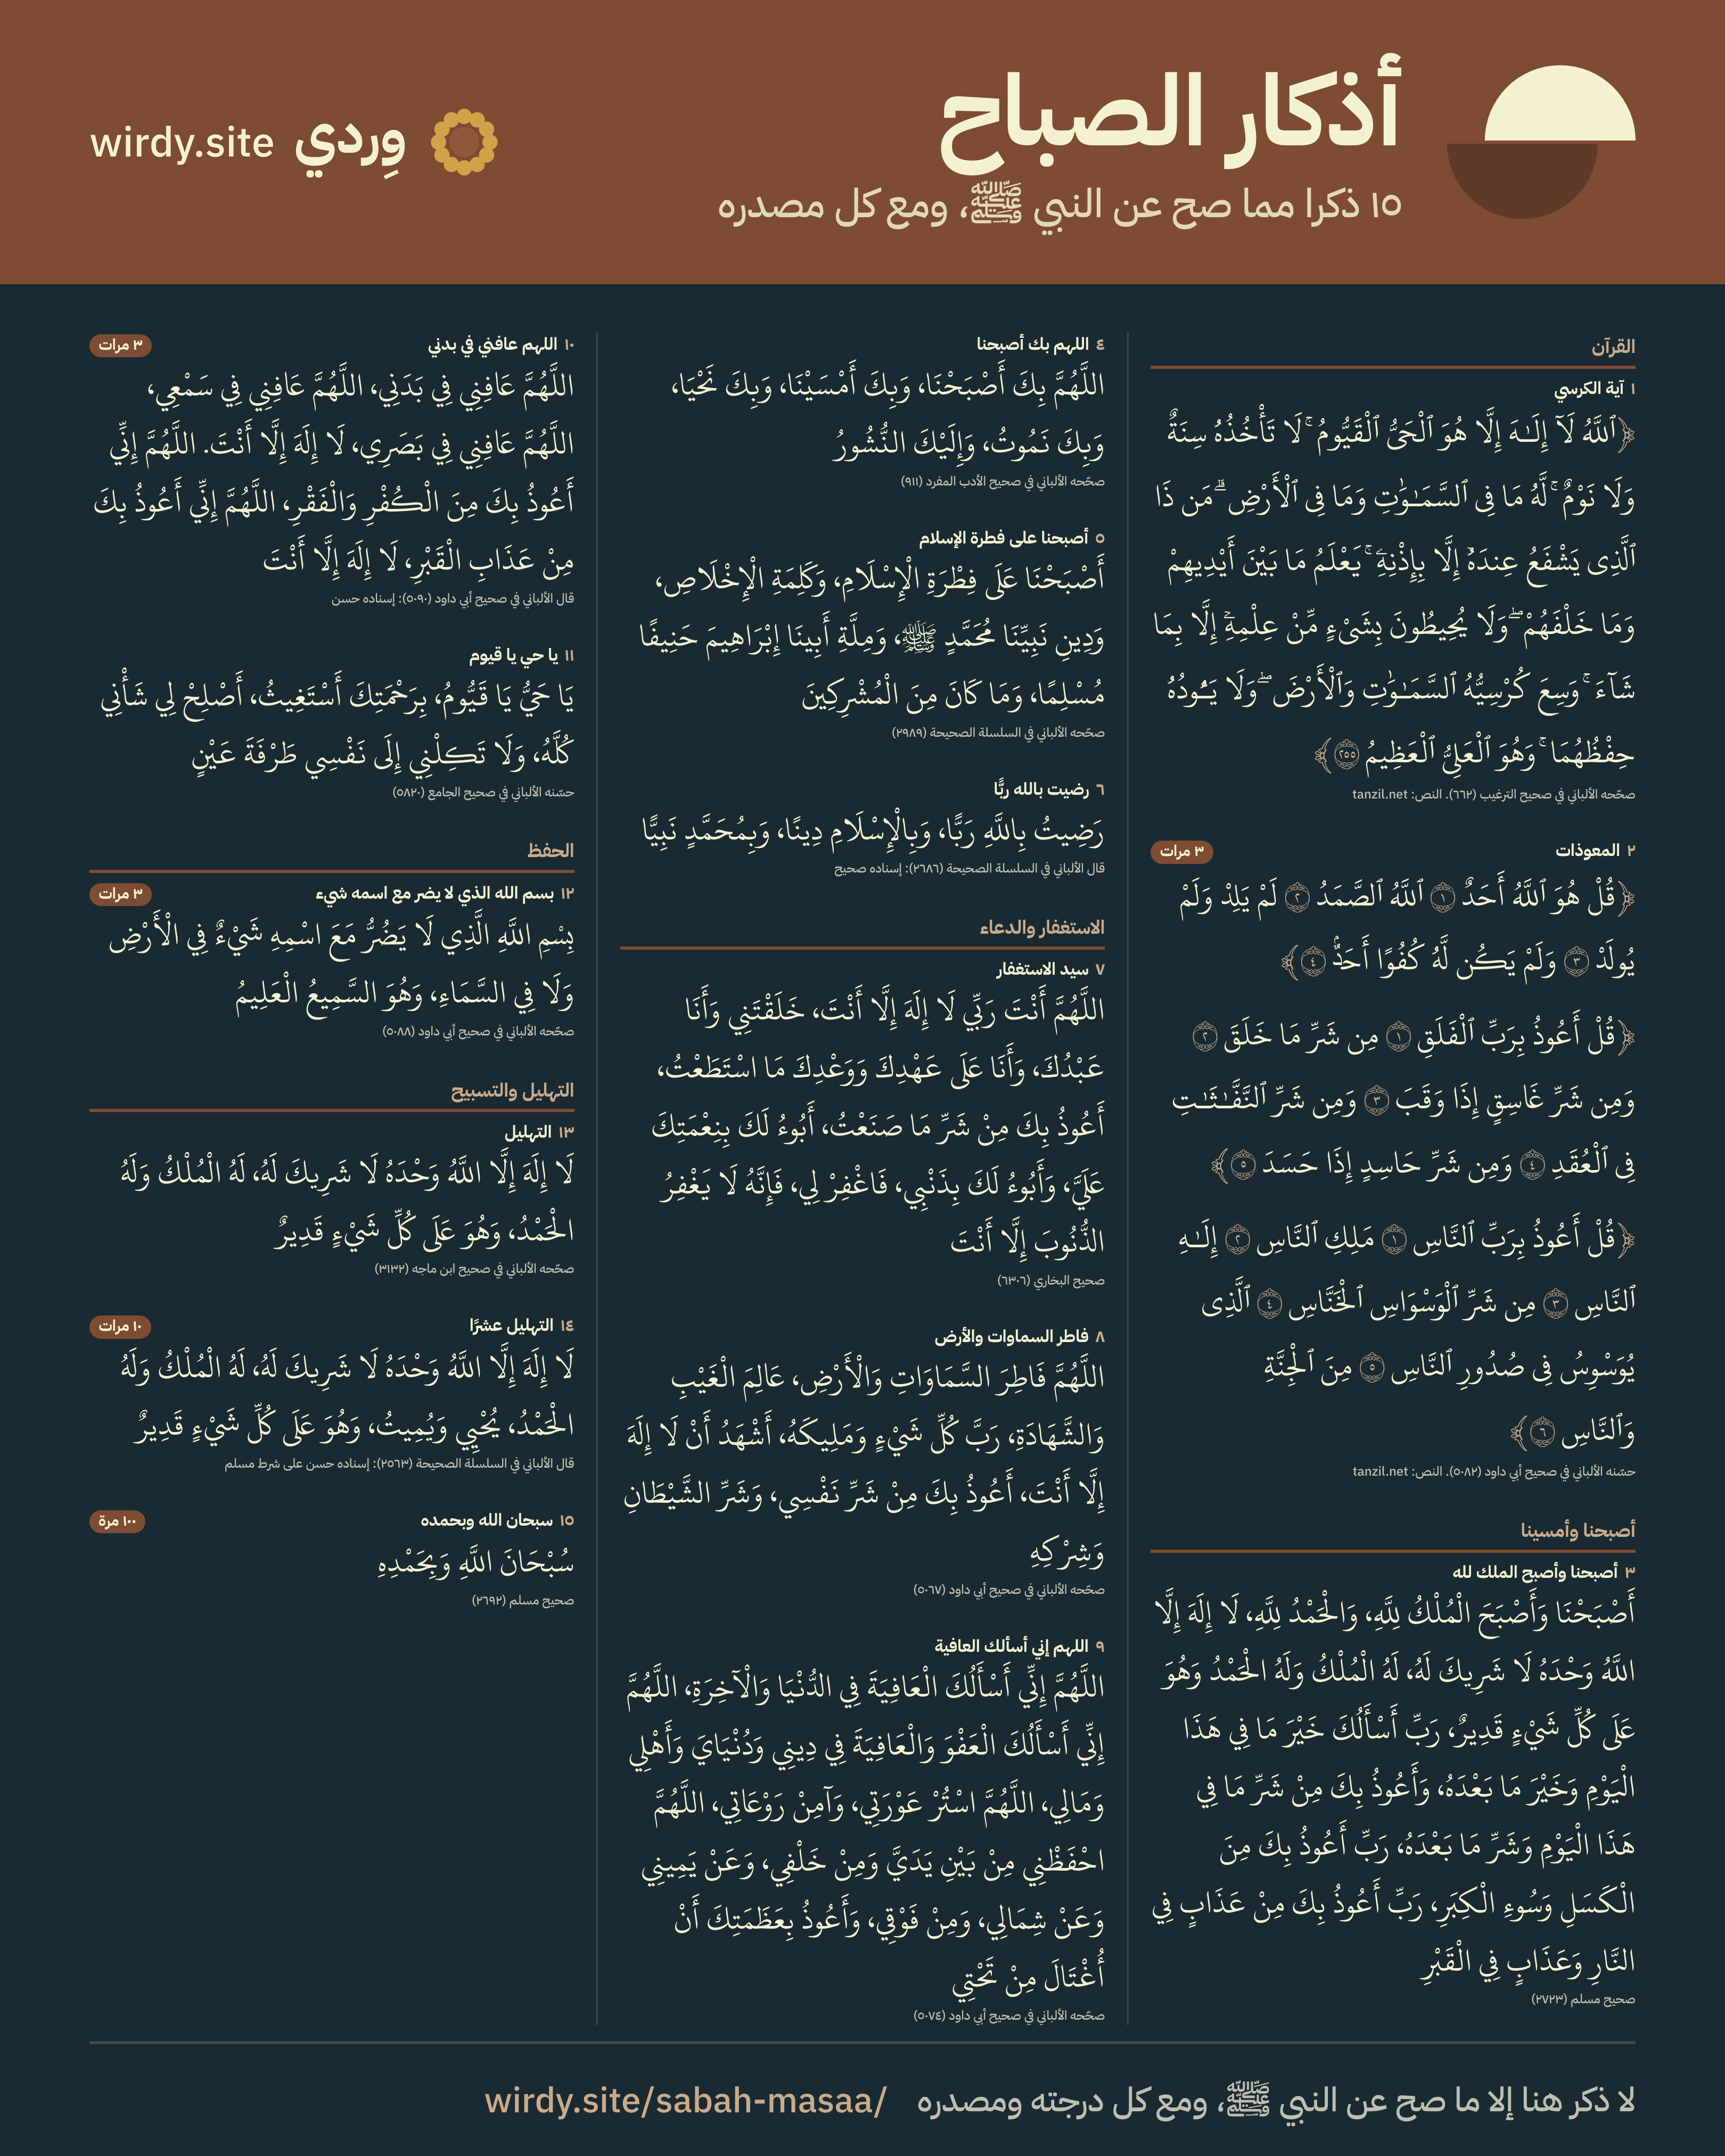 أذكار الصباح
١٥ ذكرا مما صح عن النبي ﷺ، ومع كل مصدره
وِردي wirdy.site
القرآن
١ آية الكرسي
﴿ٱللَّهُ لَآ إِلَـٰهَ إِلَّا هُوَ ٱلْحَىُّ ٱلْقَيُّومُ ۚ لَا تَأْخُذُهُۥ سِنَةٌ
وَلَا نَوْمٌ ۚ لَّهُۥ مَا فِى ٱلسَّمَـٰوَٰتِ وَمَا فِى ٱلْأَرْضِ ۗ مَن ذَا
ٱلَّذِى يَشْفَعُ عِندَهُۥٓ إِلَّا بِإِذْنِهِۦ ۚ يَعْلَمُ مَا بَيْنَ أَيْدِيهِمْ
وَمَا خَلْفَهُمْ ۖ وَلَا يُحِيطُونَ بِشَىْءٍ مِّنْ عِلْمِهِۦٓ إِلَّا بِمَا
شَآءَ ۚ وَسِعَ كُرْسِيُّهُ ٱلسَّمَـٰوَٰتِ وَٱلْأَرْضَ ۖ وَلَا يَـُٔودُهُۥ
حِفْظُهُمَا ۚ وَهُوَ ٱلْعَلِىُّ ٱلْعَظِيمُ ٢٥٥﴾
صحّحه الألباني في صحيح الترغيب (٦٦٢). النص: tanzil.net
٢ المعوذات ٣ مرات
﴿قُلْ هُوَ ٱللَّهُ أَحَدٌ ١ ٱللَّهُ ٱلصَّمَدُ ٢ لَمْ يَلِدْ وَلَمْ
يُولَدْ ٣ وَلَمْ يَكُن لَّهُۥ كُفُوًا أَحَدٌۢ ٤﴾
﴿قُلْ أَعُوذُ بِرَبِّ ٱلْفَلَقِ ١ مِن شَرِّ مَا خَلَقَ ٢
وَمِن شَرِّ غَاسِقٍ إِذَا وَقَبَ ٣ وَمِن شَرِّ ٱلنَّفَّـٰثَـٰتِ
فِى ٱلْعُقَدِ ٤ وَمِن شَرِّ حَاسِدٍ إِذَا حَسَدَ ٥﴾
﴿قُلْ أَعُوذُ بِرَبِّ ٱلنَّاسِ ١ مَلِكِ ٱلنَّاسِ ٢ إِلَـٰهِ
ٱلنَّاسِ ٣ مِن شَرِّ ٱلْوَسْوَاسِ ٱلْخَنَّاسِ ٤ ٱلَّذِى
يُوَسْوِسُ فِى صُدُورِ ٱلنَّاسِ ٥ مِنَ ٱلْجِنَّةِ
وَٱلنَّاسِ ٦﴾
حسّنه الألباني في صحيح أبي داود (٥٠٨٢). النص: tanzil.net
أصبحنا وأمسينا
٣ أصبحنا وأصبح الملك لله
أَصْبَحْنَا وَأَصْبَحَ الْمُلْكُ لِلَّهِ، وَالْحَمْدُ لِلَّهِ، لَا إِلَهَ إِلَّا
اللَّهُ وَحْدَهُ لَا شَرِيكَ لَهُ، لَهُ الْمُلْكُ وَلَهُ الْحَمْدُ وَهُوَ
عَلَى كُلِّ شَيْءٍ قَدِيرٌ، رَبِّ أَسْأَلُكَ خَيْرَ مَا فِي هَذَا
الْيَوْمِ وَخَيْرَ مَا بَعْدَهُ، وَأَعُوذُ بِكَ مِنْ شَرِّ مَا فِي
هَذَا الْيَوْمِ وَشَرِّ مَا بَعْدَهُ، رَبِّ أَعُوذُ بِكَ مِنَ
الْكَسَلِ وَسُوءِ الْكِبَرِ، رَبِّ أَعُوذُ بِكَ مِنْ عَذَابٍ فِي
النَّارِ وَعَذَابٍ فِي الْقَبْرِ
صحيح مسلم (٢٧٢٣)
٤ اللهم بك أصبحنا
اللَّهُمَّ بِكَ أَصْبَحْنَا، وَبِكَ أَمْسَيْنَا، وَبِكَ نَحْيَا،
وَبِكَ نَمُوتُ، وَإِلَيْكَ النُّشُورُ
صحّحه الألباني في صحيح الأدب المفرد (٩١١)
٥ أصبحنا على فطرة الإسلام
أَصْبَحْنَا عَلَى فِطْرَةِ الْإِسْلَامِ، وَكَلِمَةِ الْإِخْلَاصِ،
وَدِينِ نَبِيِّنَا مُحَمَّدٍ ﷺ، وَمِلَّةِ أَبِينَا إِبْرَاهِيمَ حَنِيفًا
مُسْلِمًا، وَمَا كَانَ مِنَ الْمُشْرِكِينَ
صحّحه الألباني في السلسلة الصحيحة (٢٩٨٩)
٦ رضيت بالله ربًّا
رَضِيتُ بِاللَّهِ رَبًّا، وَبِالْإِسْلَامِ دِينًا، وَبِمُحَمَّدٍ نَبِيًّا
قال الألباني في السلسلة الصحيحة (٢٦٨٦): إسناده صحيح
الاستغفار والدعاء
٧ سيد الاستغفار
اللَّهُمَّ أَنْتَ رَبِّي لَا إِلَهَ إِلَّا أَنْتَ، خَلَقْتَنِي وَأَنَا
عَبْدُكَ، وَأَنَا عَلَى عَهْدِكَ وَوَعْدِكَ مَا اسْتَطَعْتُ،
أَعُوذُ بِكَ مِنْ شَرِّ مَا صَنَعْتُ، أَبُوءُ لَكَ بِنِعْمَتِكَ
عَلَيَّ، وَأَبُوءُ لَكَ بِذَنْبِي، فَاغْفِرْ لِي، فَإِنَّهُ لَا يَغْفِرُ
الذُّنُوبَ إِلَّا أَنْتَ
صحيح البخاري (٦٣٠٦)
٨ فاطر السماوات والأرض
اللَّهُمَّ فَاطِرَ السَّمَاوَاتِ وَالْأَرْضِ، عَالِمَ الْغَيْبِ
وَالشَّهَادَةِ، رَبَّ كُلِّ شَيْءٍ وَمَلِيكَهُ، أَشْهَدُ أَنْ لَا إِلَهَ
إِلَّا أَنْتَ، أَعُوذُ بِكَ مِنْ شَرِّ نَفْسِي، وَشَرِّ الشَّيْطَانِ
وَشِرْكِهِ
صحّحه الألباني في صحيح أبي داود (٥٠٦٧)
٩ اللهم إني أسألك العافية
اللَّهُمَّ إِنِّي أَسْأَلُكَ الْعَافِيَةَ فِي الدُّنْيَا وَالْآخِرَةِ، اللَّهُمَّ
إِنِّي أَسْأَلُكَ الْعَفْوَ وَالْعَافِيَةَ فِي دِينِي وَدُنْيَايَ وَأَهْلِي
وَمَالِي، اللَّهُمَّ اسْتُرْ عَوْرَتِي، وَآمِنْ رَوْعَاتِي، اللَّهُمَّ
احْفَظْنِي مِنْ بَيْنِ يَدَيَّ وَمِنْ خَلْفِي، وَعَنْ يَمِينِي
وَعَنْ شِمَالِي، وَمِنْ فَوْقِي، وَأَعُوذُ بِعَظَمَتِكَ أَنْ
أُغْتَالَ مِنْ تَحْتِي
صحّحه الألباني في صحيح أبي داود (٥٠٧٤)
١٠ اللهم عافني في بدني ٣ مرات
اللَّهُمَّ عَافِنِي فِي بَدَنِي، اللَّهُمَّ عَافِنِي فِي سَمْعِي،
اللَّهُمَّ عَافِنِي فِي بَصَرِي، لَا إِلَهَ إِلَّا أَنْتَ. اللَّهُمَّ إِنِّي
أَعُوذُ بِكَ مِنَ الْكُفْرِ وَالْفَقْرِ، اللَّهُمَّ إِنِّي أَعُوذُ بِكَ
مِنْ عَذَابِ الْقَبْرِ، لَا إِلَهَ إِلَّا أَنْتَ
قال الألباني في صحيح أبي داود (٥٠٩٠): إسناده حسن
١١ يا حي يا قيوم
يَا حَيُّ يَا قَيُّومُ، بِرَحْمَتِكَ أَسْتَغِيثُ، أَصْلِحْ لِي شَأْنِي
كُلَّهُ، وَلَا تَكِلْنِي إِلَى نَفْسِي طَرْفَةَ عَيْنٍ
حسّنه الألباني في صحيح الجامع (٥٨٢٠)
الحفظ
١٢ بسم الله الذي لا يضر مع اسمه شيء ٣ مرات
بِسْمِ اللَّهِ الَّذِي لَا يَضُرُّ مَعَ اسْمِهِ شَيْءٌ فِي الْأَرْضِ
وَلَا فِي السَّمَاءِ، وَهُوَ السَّمِيعُ الْعَلِيمُ
صحّحه الألباني في صحيح أبي داود (٥٠٨٨)
التهليل والتسبيح
١٣ التهليل
لَا إِلَهَ إِلَّا اللَّهُ وَحْدَهُ لَا شَرِيكَ لَهُ، لَهُ الْمُلْكُ وَلَهُ
الْحَمْدُ، وَهُوَ عَلَى كُلِّ شَيْءٍ قَدِيرٌ
صحّحه الألباني في صحيح ابن ماجه (٣١٣٢)
١٤ التهليل عشرًا ١٠ مرات
لَا إِلَهَ إِلَّا اللَّهُ وَحْدَهُ لَا شَرِيكَ لَهُ، لَهُ الْمُلْكُ وَلَهُ
الْحَمْدُ، يُحْيِي وَيُمِيتُ، وَهُوَ عَلَى كُلِّ شَيْءٍ قَدِيرٌ
قال الألباني في السلسلة الصحيحة (٢٥٦٣): إسناده حسن على شرط مسلم
١٥ سبحان الله وبحمده ١٠٠ مرة
سُبْحَانَ اللَّهِ وَبِحَمْدِهِ
صحيح مسلم (٢٦٩٢)
لا ذكر هنا إلا ما صح عن النبي ﷺ، ومع كل درجته ومصدره wirdy.site/sabah-masaa/